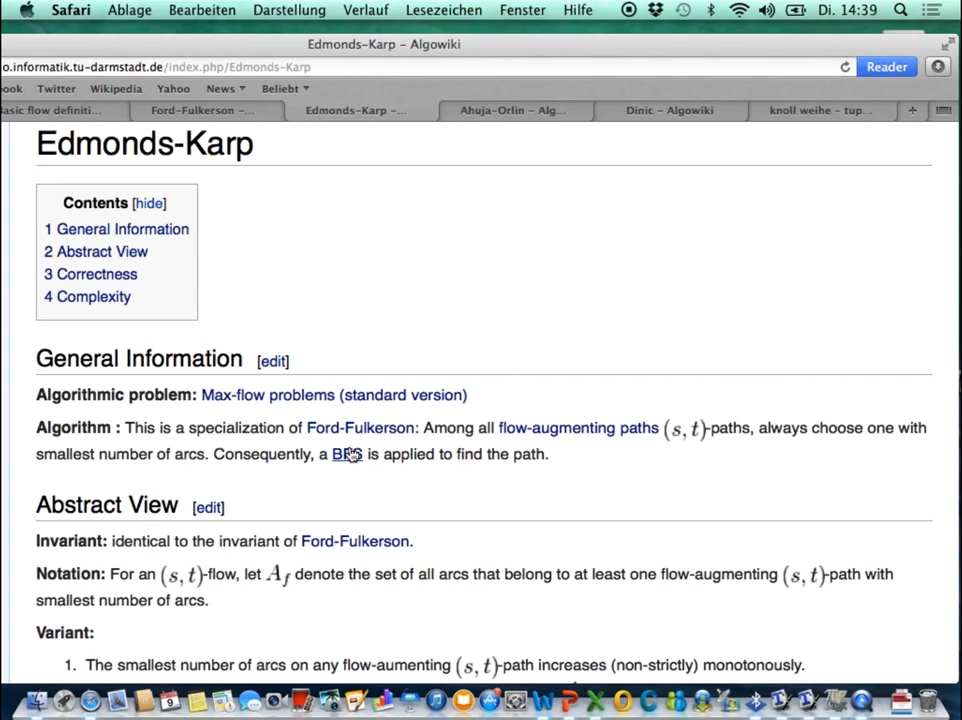 Safari Ablage Bearbeiten Darstellung Verlauf Lesezeichen Fenster Hilfe Di. 14:39
Edmonds-Karp – Algowiki
o.informatik.tu-darmstadt.de/index.php/Edmonds-Karp Reader
ook Twitter Wikipedia Yahoo News ▾ Beliebt ▾
asic flow definiti... Ford-Fulkerson –... Edmonds-Karp –... Ahuja-Orlin – Alg... Dinic – Algowiki knoll weihe – tup... +
Edmonds-Karp
Contents [hide]
1 General Information
2 Abstract View
3 Correctness
4 Complexity
General Information [edit]
Algorithmic problem: Max-flow problems (standard version)
Algorithm : This is a specialization of Ford-Fulkerson: Among all flow-augmenting paths (s, t)-paths, always choose one with
smallest number of arcs. Consequently, a BFS is applied to find the path.
Abstract View [edit]
Invariant: identical to the invariant of Ford-Fulkerson.
Notation: For an (s, t)-flow, let A_f denote the set of all arcs that belong to at least one flow-augmenting (s, t)-path with
smallest number of arcs.
Variant:
1. The smallest number of arcs on any flow-aumenting (s, t)-path increases (non-strictly) monotonously.
9